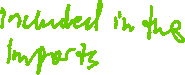 Included in the
Imports